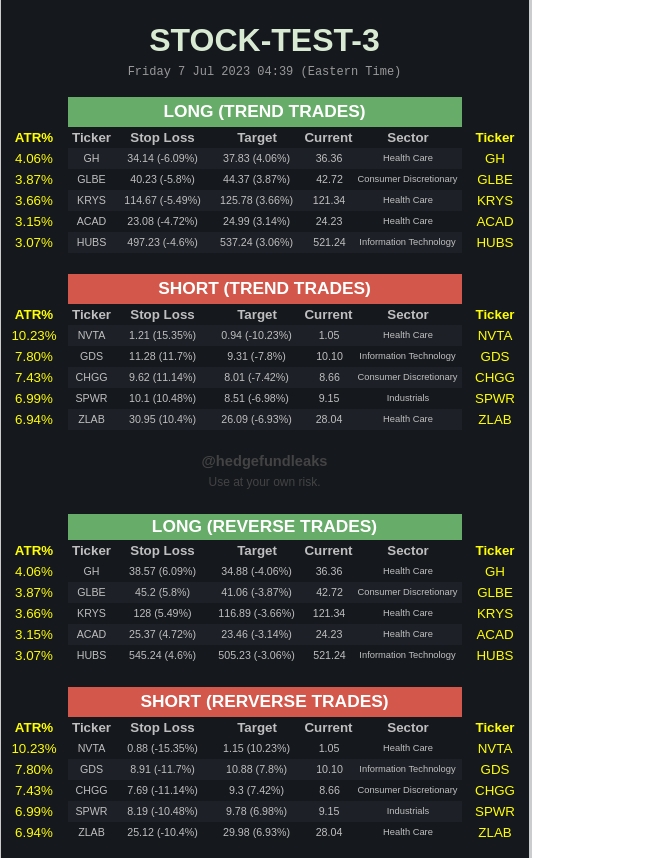 STOCK-TEST-3
Friday 7 Jul 2023 04:39 (Eastern Time)
LONG (TREND TRADES)
ATR% Ticker Stop Loss Target Current Sector Ticker
4.06% GH 34.14 (-6.09%) 37.83 (4.06%) 36.36 Health Care GH
3.87% GLBE 40.23 (-5.8%) 44.37 (3.87%) 42.72 Consumer Discretionary GLBE
3.66% KRYS 114.67 (-5.49%) 125.78 (3.66%) 121.34 Health Care KRYS
3.15% ACAD 23.08 (-4.72%) 24.99 (3.14%) 24.23 Health Care ACAD
3.07% HUBS 497.23 (-4.6%) 537.24 (3.06%) 521.24 Information Technology HUBS
SHORT (TREND TRADES)
ATR% Ticker Stop Loss Target Current Sector Ticker
10.23% NVTA 1.21 (15.35%) 0.94 (-10.23%) 1.05 Health Care NVTA
7.80% GDS 11.28 (11.7%) 9.31 (-7.8%) 10.10 Information Technology GDS
7.43% CHGG 9.62 (11.14%) 8.01 (-7.42%) 8.66 Consumer Discretionary CHGG
6.99% SPWR 10.1 (10.48%) 8.51 (-6.98%) 9.15 Industrials SPWR
6.94% ZLAB 30.95 (10.4%) 26.09 (-6.93%) 28.04 Health Care ZLAB
@hedgefundleaks
Use at your own risk.
LONG (REVERSE TRADES)
ATR% Ticker Stop Loss Target Current Sector Ticker
4.06% GH 38.57 (6.09%) 34.88 (-4.06%) 36.36 Health Care GH
3.87% GLBE 45.2 (5.8%) 41.06 (-3.87%) 42.72 Consumer Discretionary GLBE
3.66% KRYS 128 (5.49%) 116.89 (-3.66%) 121.34 Health Care KRYS
3.15% ACAD 25.37 (4.72%) 23.46 (-3.14%) 24.23 Health Care ACAD
3.07% HUBS 545.24 (4.6%) 505.23 (-3.06%) 521.24 Information Technology HUBS
SHORT (RERVERSE TRADES)
ATR% Ticker Stop Loss Target Current Sector Ticker
10.23% NVTA 0.88 (-15.35%) 1.15 (10.23%) 1.05 Health Care NVTA
7.80% GDS 8.91 (-11.7%) 10.88 (7.8%) 10.10 Information Technology GDS
7.43% CHGG 7.69 (-11.14%) 9.3 (7.42%) 8.66 Consumer Discretionary CHGG
6.99% SPWR 8.19 (-10.48%) 9.78 (6.98%) 9.15 Industrials SPWR
6.94% ZLAB 25.12 (-10.4%) 29.98 (6.93%) 28.04 Health Care ZLAB